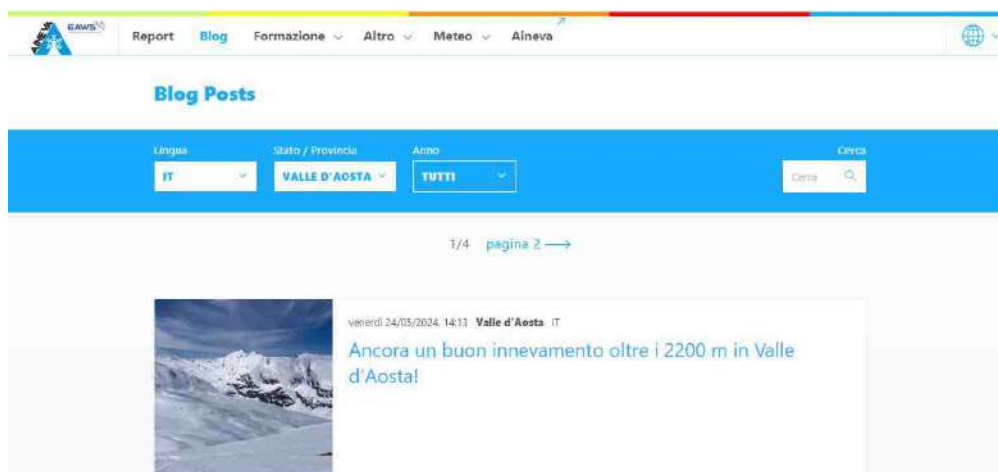 AINEVA EAWS
Report Blog Formazione Altro Meteo Aineva
Blog Posts
Lingua Stato / Provincia Anno Cerca
IT VALLE D'AOSTA TUTTI Cerca
1/4 pagina 2
venerdì 24/05/2024, 14:13 Valle d'Aosta IT
Ancora un buon innevamento oltre i 2200 m in Valle
d'Aosta!